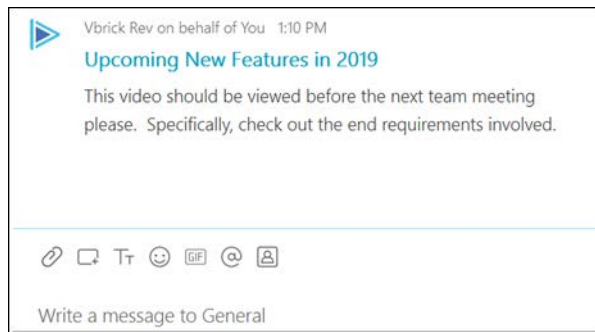 Vbrick Rev on behalf of You 1:10 PM
Upcoming New Features in 2019
This video should be viewed before the next team meeting
please. Specifically, check out the end requirements involved.
GIF
Write a message to General